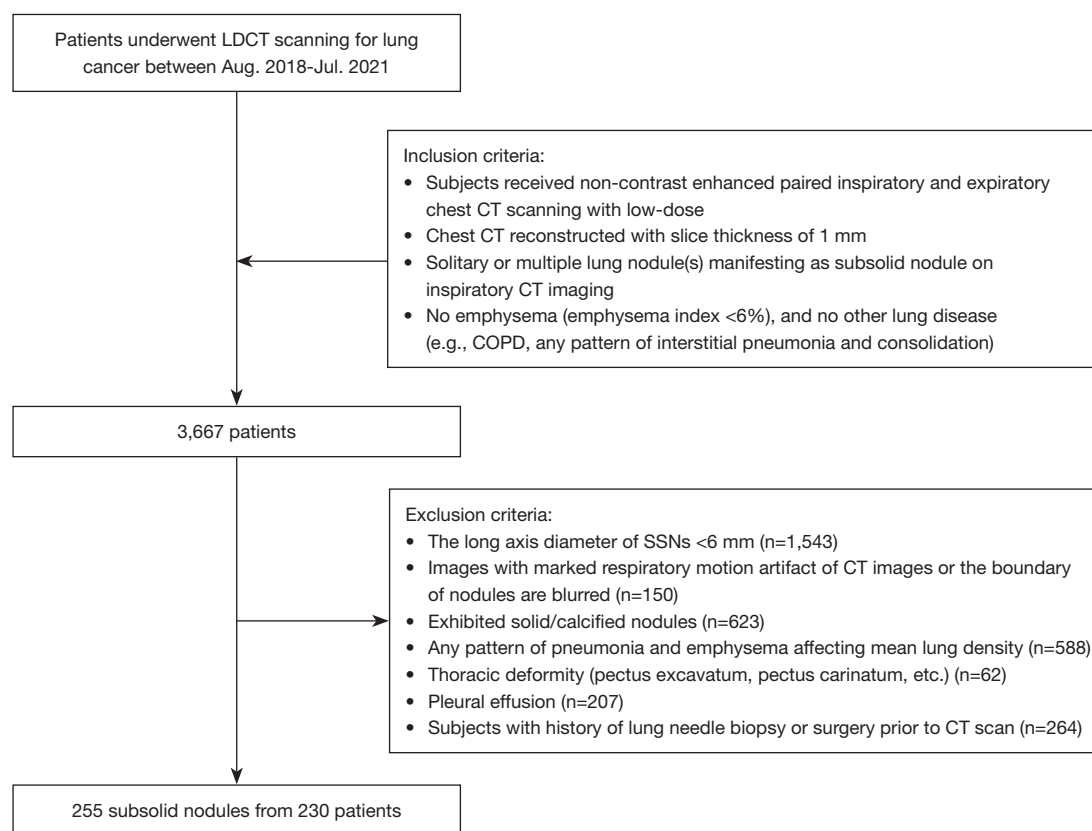 Patients underwent LDCT scanning for lung
cancer between Aug. 2018-Jul. 2021
Inclusion criteria:
• Subjects received non-contrast enhanced paired inspiratory and expiratory
chest CT scanning with low-dose
• Chest CT reconstructed with slice thickness of 1 mm
• Solitary or multiple lung nodule(s) manifesting as subsolid nodule on
inspiratory CT imaging
• No emphysema (emphysema index <6%), and no other lung disease
(e.g., COPD, any pattern of interstitial pneumonia and consolidation)
3,667 patients
Exclusion criteria:
• The long axis diameter of SSNs <6 mm (n=1,543)
• Images with marked respiratory motion artifact of CT images or the boundary
of nodules are blurred (n=150)
• Exhibited solid/calcified nodules (n=623)
• Any pattern of pneumonia and emphysema affecting mean lung density (n=588)
• Thoracic deformity (pectus excavatum, pectus carinatum, etc.) (n=62)
• Pleural effusion (n=207)
• Subjects with history of lung needle biopsy or surgery prior to CT scan (n=264)
255 subsolid nodules from 230 patients